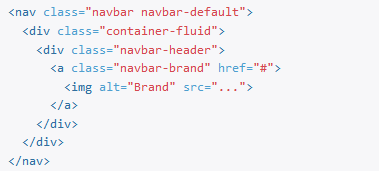 <nav class="navbar navbar-default">
  <div class="container-fluid">
    <div class="navbar-header">
      <a class="navbar-brand" href="#">
        <img alt="Brand" src="...">
      </a>
    </div>
  </div>
</nav>